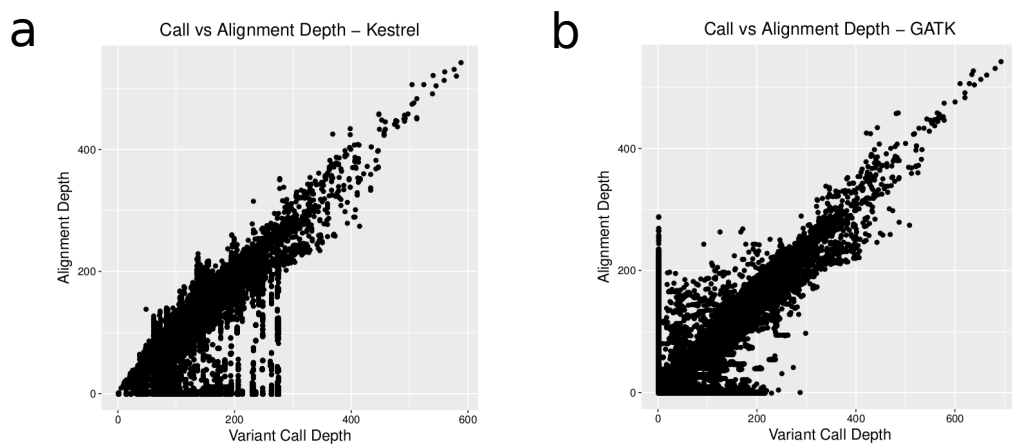 a
Call vs Alignment Depth – Kestrel
Alignment Depth
400
200
0
0 200 400 600
Variant Call Depth
b
Call vs Alignment Depth – GATK
Alignment Depth
400
200
0
0 200 400 600
Variant Call Depth